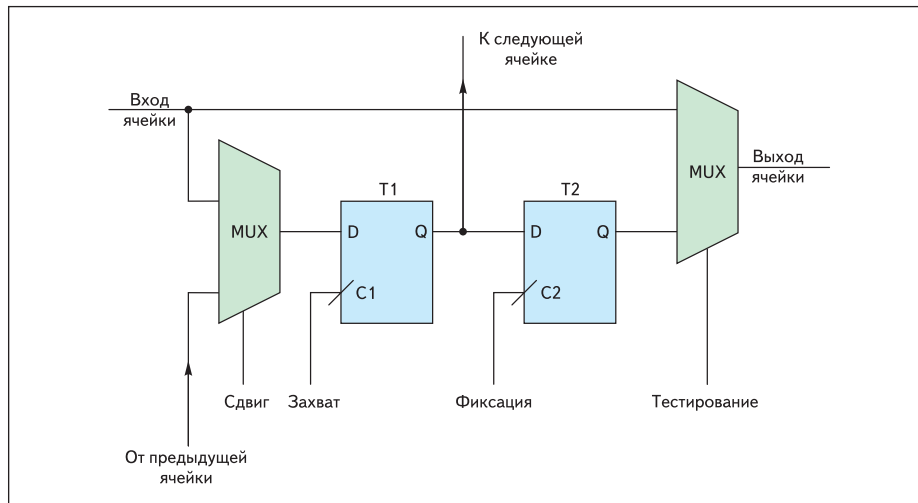 К следующей
ячейке
Вход
ячейки
Выход
ячейки
MUX
T1
T2
MUX
D
Q
D
Q
C1
C2
Сдвиг
Захват
Фиксация
Тестирование
От предыдущей
ячейки